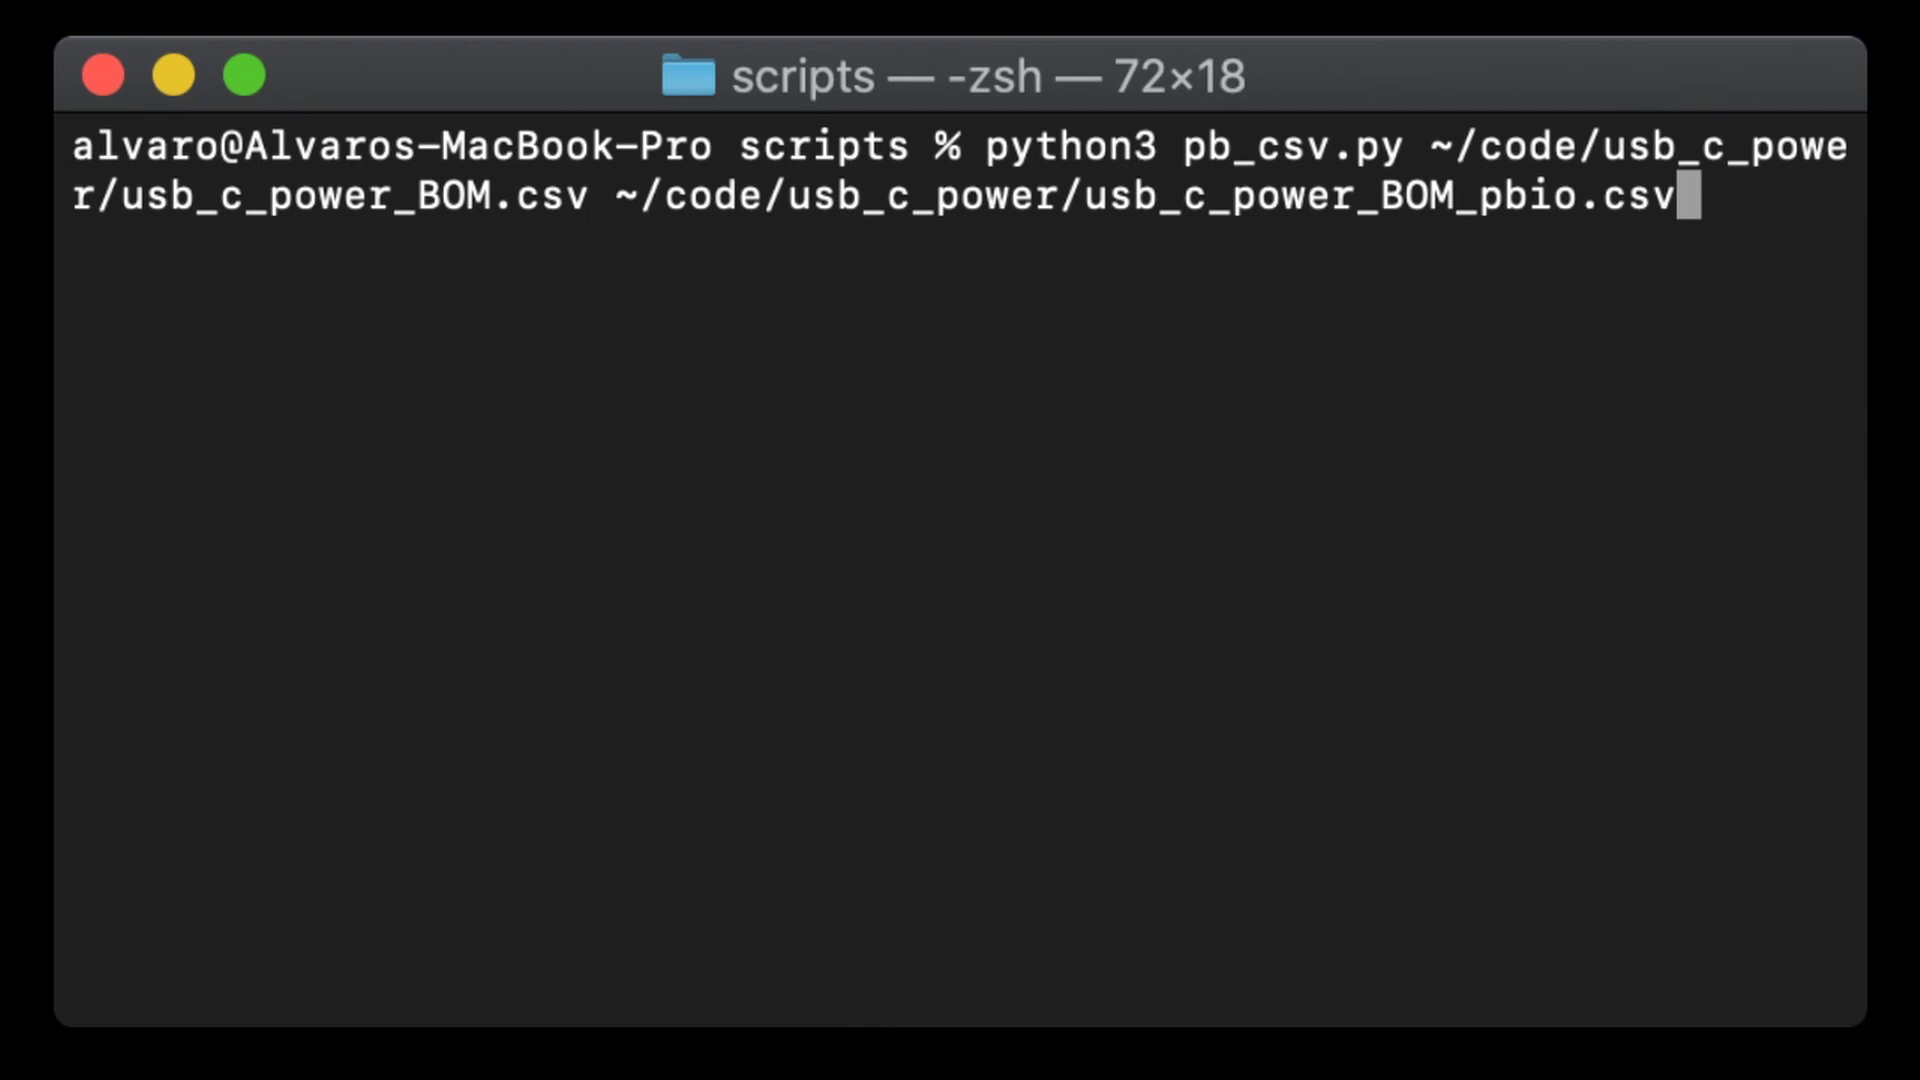 scripts — -zsh — 72×18
alvaro@Alvaros-MacBook-Pro scripts % python3 pb_csv.py ~/code/usb_c_powe
r/usb_c_power_BOM.csv ~/code/usb_c_power/usb_c_power_BOM_pbio.csv